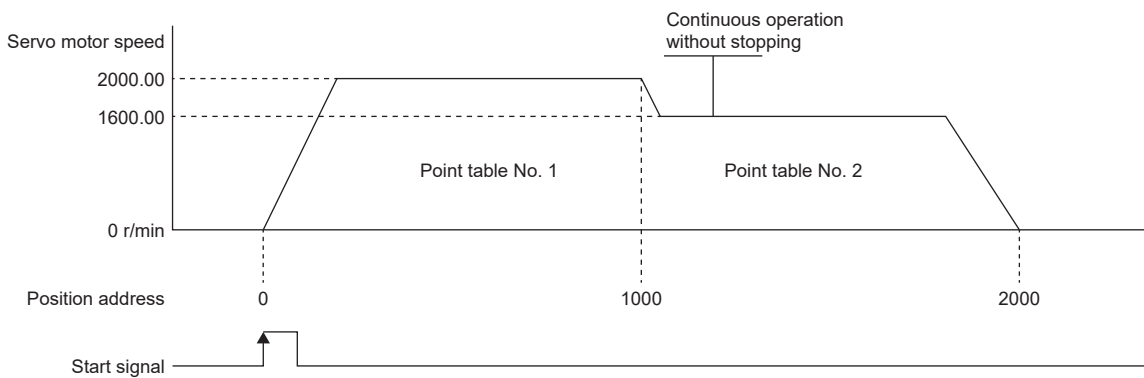 Continuous operation
without stopping
Servo motor speed
2000.00
1600.00
Point table No. 1
Point table No. 2
0 r/min
Position address
0
1000
2000
Start signal